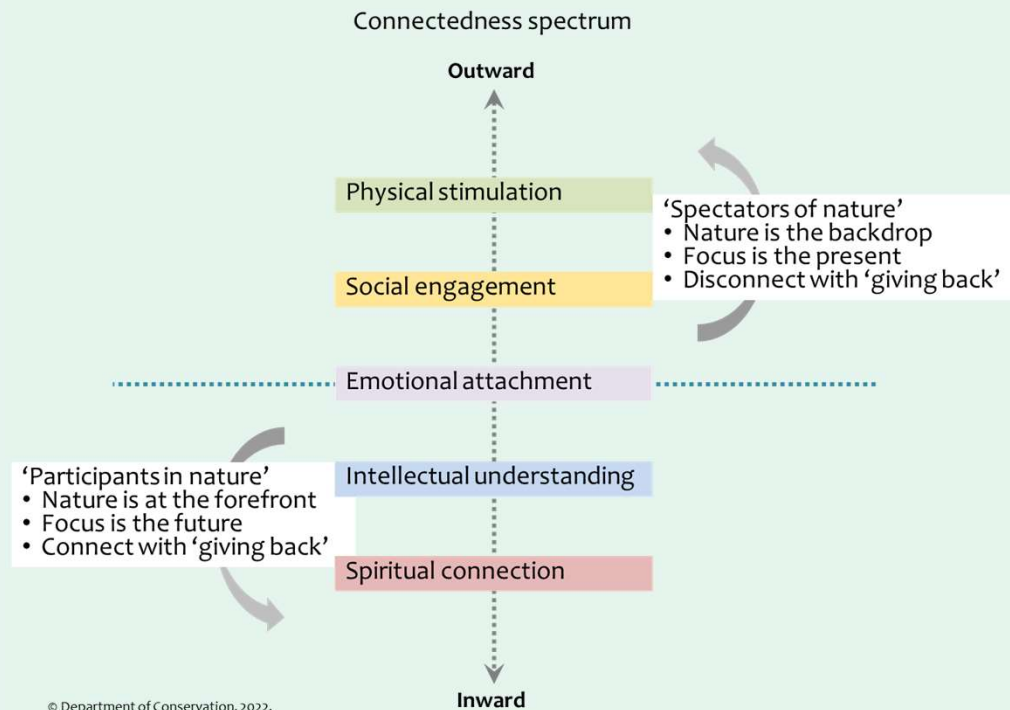 Connectedness spectrum
Outward
Physical stimulation
‘Spectators of nature’
• Nature is the backdrop
• Focus is the present
• Disconnect with ‘giving back’
Social engagement
Emotional attachment
‘Participants in nature’
• Nature is at the forefront
• Focus is the future
• Connect with ‘giving back’
Intellectual understanding
Spiritual connection
Inward
© Department of Conservation, 2022.